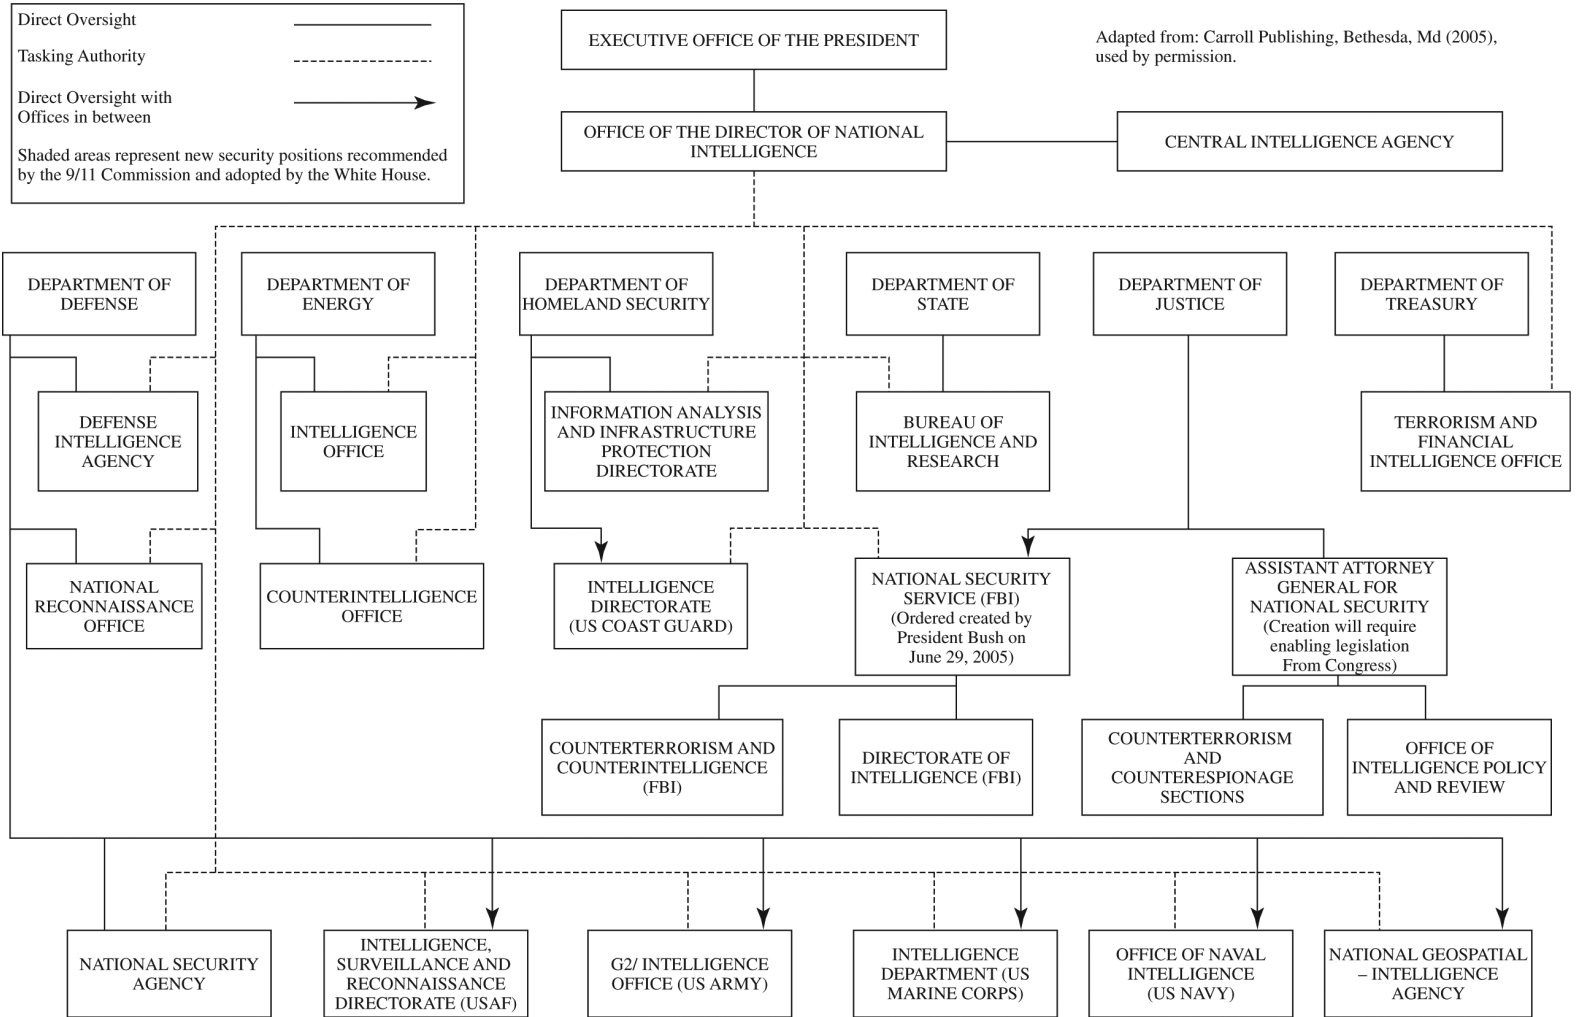 Direct Oversight
Tasking Authority
Direct Oversight with
Offices in between
Shaded areas represent new security positions recommended
by the 9/11 Commission and adopted by the White House.
EXECUTIVE OFFICE OF THE PRESIDENT
Adapted from: Carroll Publishing, Bethesda, Md (2005),
used by permission.
OFFICE OF THE DIRECTOR OF NATIONAL
INTELLIGENCE
CENTRAL INTELLIGENCE AGENCY
DEPARTMENT OF
DEFENSE
DEPARTMENT OF
ENERGY
DEPARTMENT OF
HOMELAND SECURITY
DEPARTMENT OF
STATE
DEPARTMENT OF
JUSTICE
DEPARTMENT OF
TREASURY
DEFENSE
INTELLIGENCE
AGENCY
INTELLIGENCE
OFFICE
INFORMATION ANALYSIS
AND INFRASTRUCTURE
PROTECTION
DIRECTORATE
BUREAU OF
INTELLIGENCE AND
RESEARCH
TERRORISM AND
FINANCIAL
INTELLIGENCE OFFICE
NATIONAL
RECONNAISSANCE
OFFICE
COUNTERINTELLIGENCE
OFFICE
INTELLIGENCE
DIRECTORATE
(US COAST GUARD)
NATIONAL SECURITY
SERVICE (FBI)
(Ordered created by
President Bush on
June 29, 2005)
ASSISTANT ATTORNEY
GENERAL FOR
NATIONAL SECURITY
(Creation will require
enabling legislation
From Congress)
COUNTERTERRORISM AND
COUNTERINTELLIGENCE
(FBI)
DIRECTORATE OF
INTELLIGENCE (FBI)
COUNTERTERRORISM
AND
COUNTERESPIONAGE
SECTIONS
OFFICE OF
INTELLIGENCE POLICY
AND REVIEW
NATIONAL SECURITY
AGENCY
INTELLIGENCE,
SURVEILLANCE AND
RECONNAISSANCE
DIRECTORATE (USAF)
G2/ INTELLIGENCE
OFFICE (US ARMY)
INTELLIGENCE
DEPARTMENT (US
MARINE CORPS)
OFFICE OF NAVAL
INTELLIGENCE
(US NAVY)
NATIONAL GEOSPATIAL
– INTELLIGENCE
AGENCY